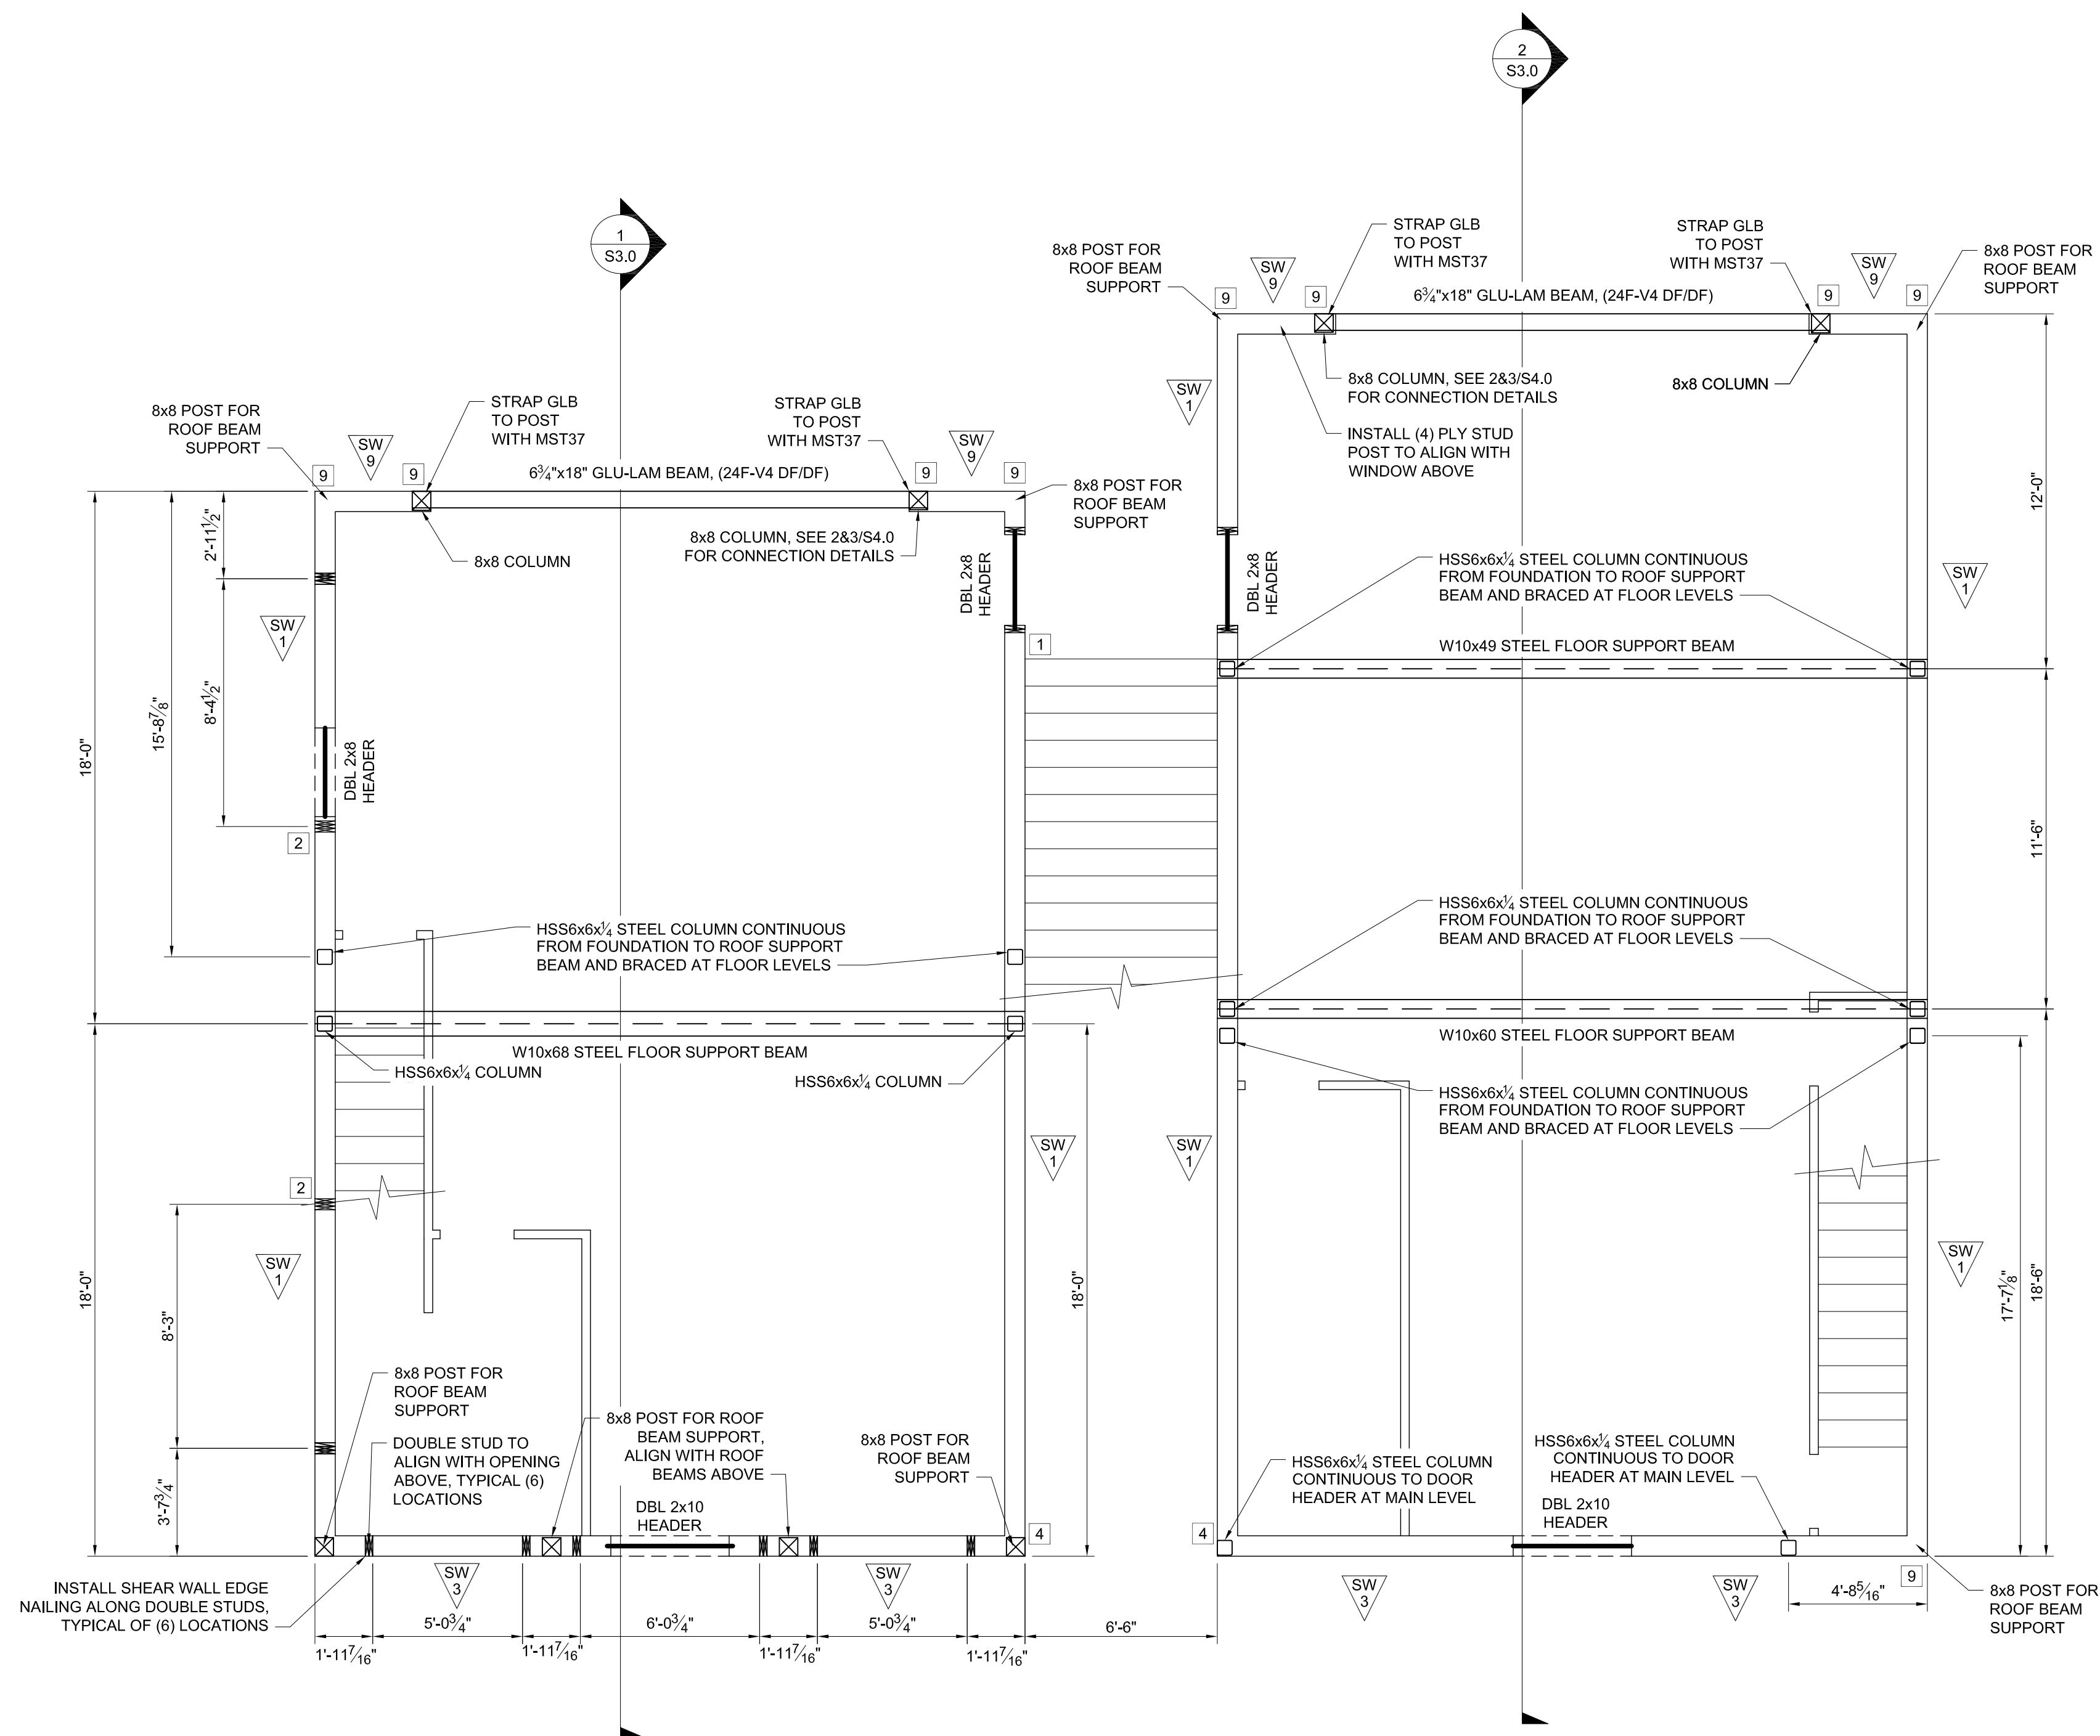 2
S3.0
1
S3.0
8x8 POST FOR
ROOF BEAM
SUPPORT
SW
9
STRAP GLB
TO POST
WITH MST37
STRAP GLB
TO POST
WITH MST37
SW
9
8x8 POST FOR
ROOF BEAM
SUPPORT
9
9
6¾"x18" GLU-LAM BEAM, (24F-V4 DF/DF)
9
9
8x8 COLUMN, SEE 2&3/S4.0
FOR CONNECTION DETAILS
8x8 COLUMN
SW
1
INSTALL (4) PLY STUD
POST TO ALIGN WITH
WINDOW ABOVE
12'-0"
8x8 POST FOR
ROOF BEAM
SUPPORT
SW
9
STRAP GLB
TO POST
WITH MST37
STRAP GLB
TO POST
WITH MST37
SW
9
9
9
6¾"x18" GLU-LAM BEAM, (24F-V4 DF/DF)
9
9
8x8 POST FOR
ROOF BEAM
SUPPORT
8x8 COLUMN
8x8 COLUMN, SEE 2&3/S4.0
FOR CONNECTION DETAILS
2'-11½"
DBL 2x8
HEADER
DBL 2x8
HEADER
HSS6x6x¼ STEEL COLUMN CONTINUOUS
FROM FOUNDATION TO ROOF SUPPORT
BEAM AND BRACED AT FLOOR LEVELS
SW
1
SW
1
1
W10x49 STEEL FLOOR SUPPORT BEAM
18'-0"
15'-8⅞"
8'-4½"
DBL 2x8
HEADER
2
11'-6"
HSS6x6x¼ STEEL COLUMN CONTINUOUS
FROM FOUNDATION TO ROOF SUPPORT
BEAM AND BRACED AT FLOOR LEVELS
HSS6x6x¼ STEEL COLUMN CONTINUOUS
FROM FOUNDATION TO ROOF SUPPORT
BEAM AND BRACED AT FLOOR LEVELS
W10x68 STEEL FLOOR SUPPORT BEAM
W10x60 STEEL FLOOR SUPPORT BEAM
HSS6x6x¼ COLUMN
HSS6x6x¼ COLUMN
HSS6x6x¼ STEEL COLUMN CONTINUOUS
FROM FOUNDATION TO ROOF SUPPORT
BEAM AND BRACED AT FLOOR LEVELS
SW
1
SW
1
2
SW
1
SW
1
18'-0"
8'-3"
18'-0"
17'-7⅛"
18'-6"
3'-7¾"
8x8 POST FOR
ROOF BEAM
SUPPORT
DOUBLE STUD TO
ALIGN WITH OPENING
ABOVE, TYPICAL (6)
LOCATIONS
8x8 POST FOR ROOF
BEAM SUPPORT,
ALIGN WITH ROOF
BEAMS ABOVE
DBL 2x10
HEADER
8x8 POST FOR
ROOF BEAM
SUPPORT
4
HSS6x6x¼ STEEL COLUMN
CONTINUOUS TO DOOR
HEADER AT MAIN LEVEL
HSS6x6x¼ STEEL COLUMN
CONTINUOUS TO DOOR
HEADER AT MAIN LEVEL
DBL 2x10
HEADER
4
INSTALL SHEAR WALL EDGE
NAILING ALONG DOUBLE STUDS,
TYPICAL OF (6) LOCATIONS
SW
3
SW
3
SW
3
SW
3
9
8x8 POST FOR
ROOF BEAM
SUPPORT
4'-8 5/16"
1'-11 7/16"
5'-0¾"
1'-11 7/16"
6'-0¾"
1'-11 7/16"
5'-0¾"
1'-11 7/16"
6'-6"